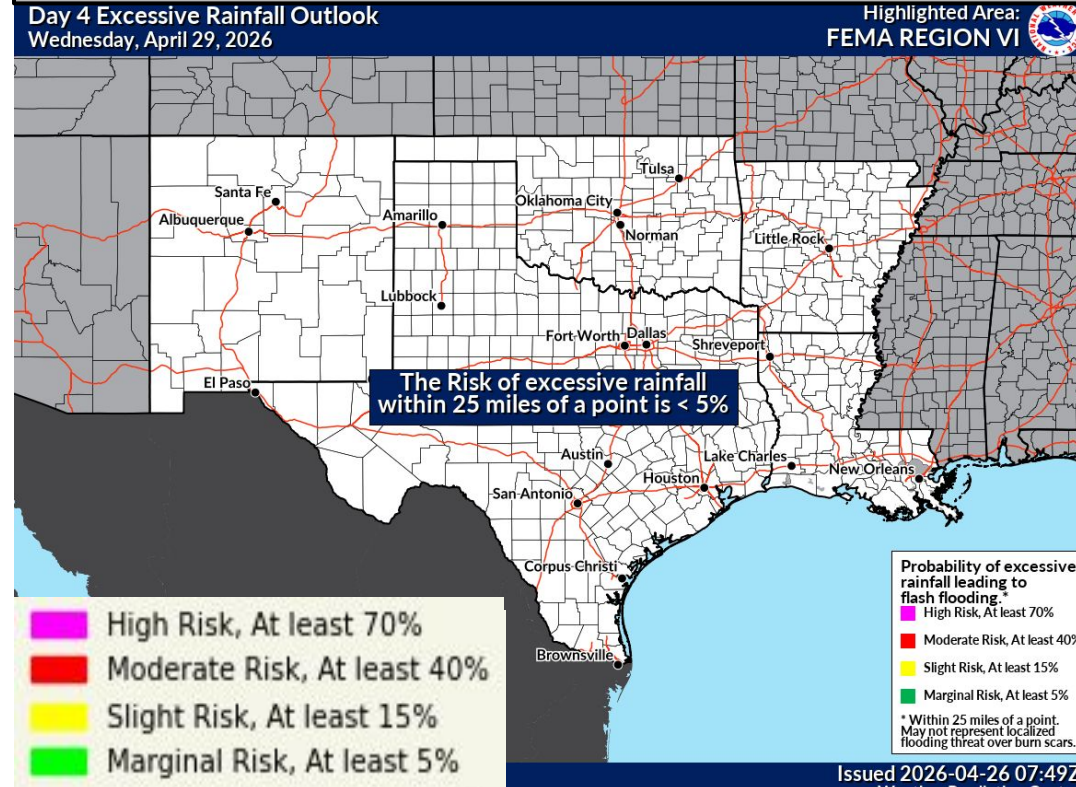 Day 4 Excessive Rainfall Outlook
Wednesday, April 29, 2026
Highlighted Area:
FEMA REGION VI
Tulsa
Santa Fe
Oklahoma City
Albuquerque
Amarillo
Norman
Little Rock
Lubbock
Fort Worth
Dallas
Shreveport
El Paso
The Risk of excessive rainfall
within 25 miles of a point is < 5%
Austin
Lake Charles
New Orleans
Houston
San Antonio
Corpus Christi
Brownsville
High Risk, At least 70%
Moderate Risk, At least 40%
Slight Risk, At least 15%
Marginal Risk, At least 5%
Probability of excessive
rainfall leading to
flash flooding.*
High Risk, At least 70%
Moderate Risk, At least 40%
Slight Risk, At least 15%
Marginal Risk, At least 5%
* Within 25 miles of a point.
May not represent localized
flooding threat over burn scars.
Issued 2026-04-26 07:49Z